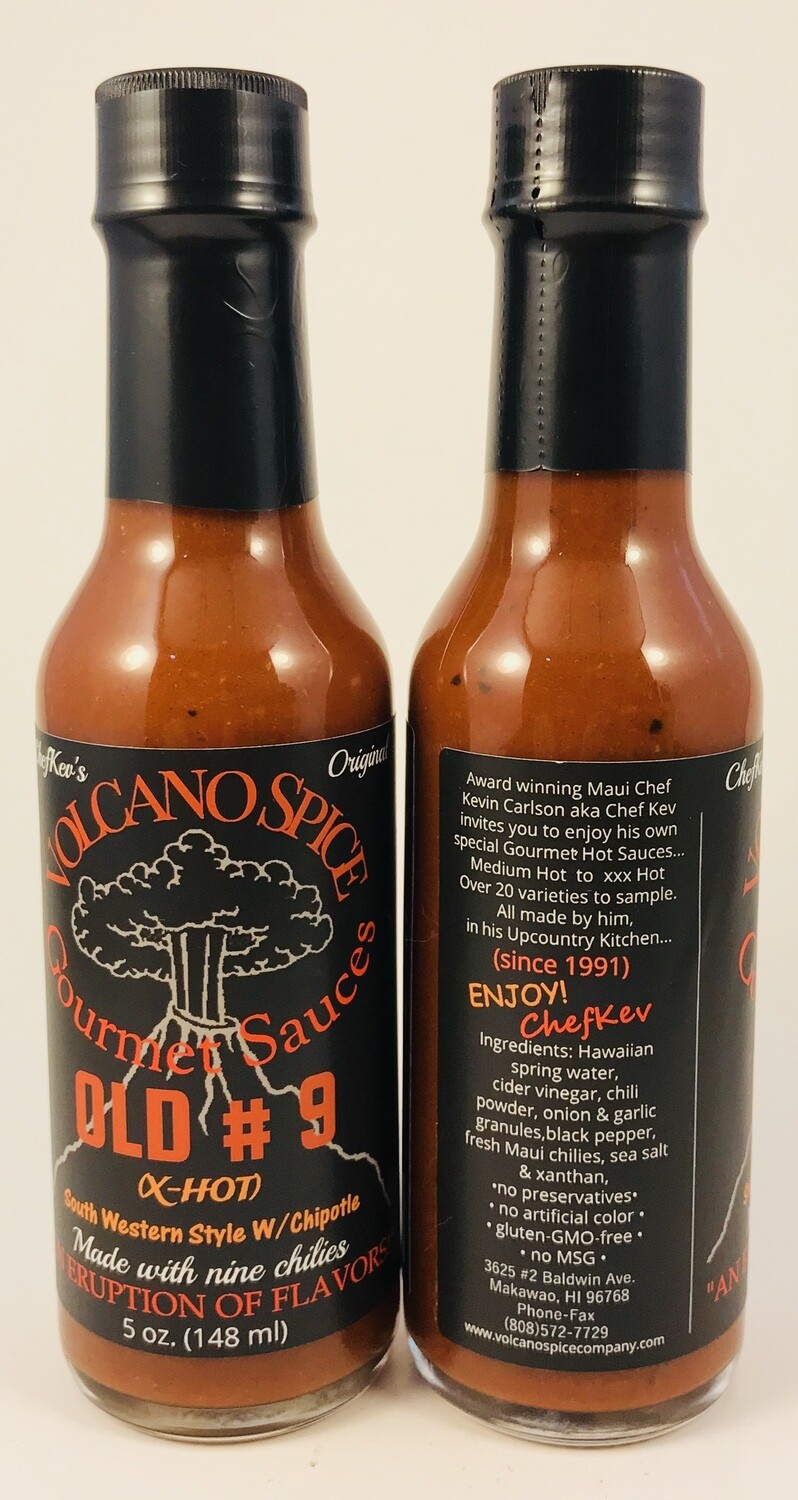 ChefKev's Original
VOLCANO SPICE
Gourmet Sauces
OLD # 9
(X-HOT)
South Western Style W/Chipotle
Made with nine chilies
ERUPTION OF FLAVORS
5 oz. (148 ml)
Award winning Maui Chef
Kevin Carlson aka Chef Kev
invites you to enjoy his own
special Gourmet Hot Sauces...
Medium Hot to xxx Hot
Over 20 varieties to sample.
All made by him,
in his Upcountry Kitchen...
(since 1991)
ENJOY!
ChefKev
Ingredients: Hawaiian
spring water,
cider vinegar, chili
powder, onion & garlic
granules,black pepper,
fresh Maui chilies, sea salt
& xanthan,
•no preservatives•
• no artificial color •
• gluten-GMO-free •
• no MSG •
3625 #2 Baldwin Ave.
Makawao, HI 96768
Phone-Fax
(808)572-7729
www.volcanospicecompany.com
"AN